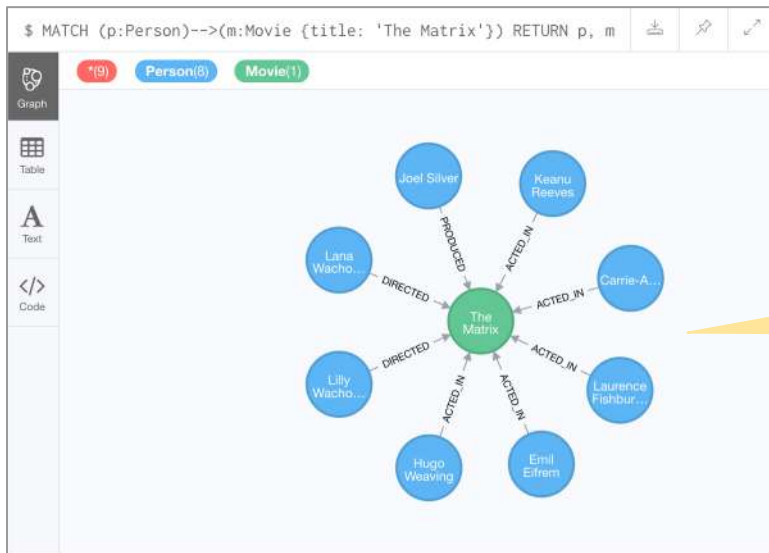 $ MATCH (p:Person)-->(m:Movie {title: 'The Matrix'}) RETURN p, m
*(9) Person(8) Movie(1)
Graph
Table
A
Text
</>
Code
Joel Silver
Keanu
Reeves
PRODUCED
ACTED_IN
Lana
Wacho...
DIRECTED
Carrie-A...
ACTED_IN
The
Matrix
Lilly
Wacho...
DIRECTED
ACTED_IN
Laurence
Fishbur...
ACTED_IN
ACTED_IN
Hugo
Weaving
Emil
Eifrem